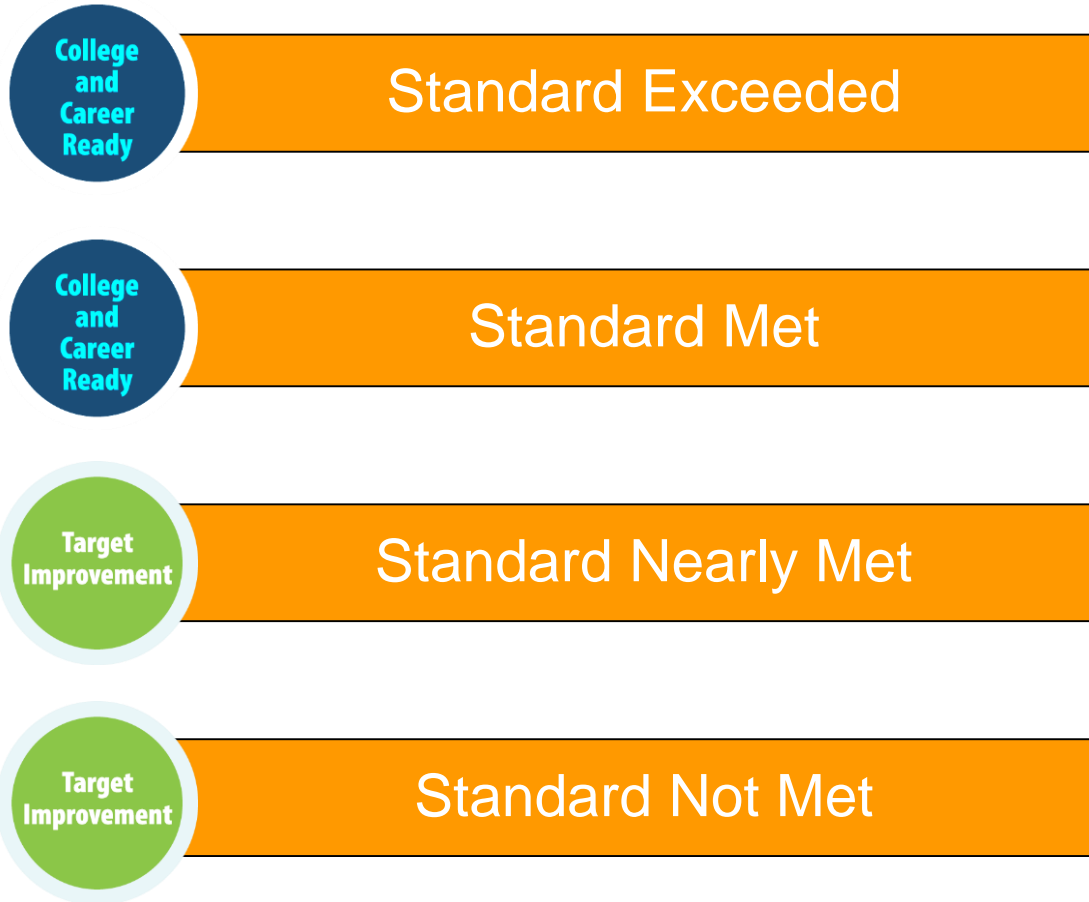 College
and
Career
Ready
Standard Exceeded
College
and
Career
Ready
Standard Met
Target
Improvement
Standard Nearly Met
Target
Improvement
Standard Not Met